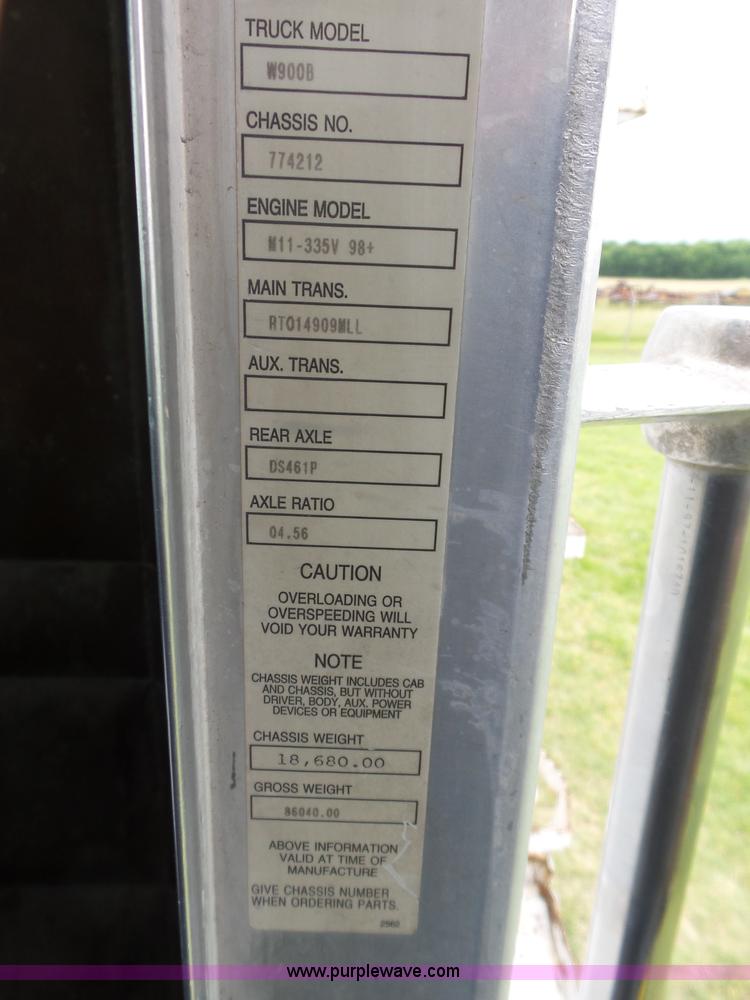 TRUCK MODEL
W900B
CHASSIS NO.
774212
ENGINE MODEL
M11-335V 98+
MAIN TRANS.
RTO14909MLL
AUX. TRANS.
REAR AXLE
DS461P
AXLE RATIO
04.56
CAUTION
OVERLOADING OR
OVERSPEEDING WILL
VOID YOUR WARRANTY
NOTE
CHASSIS WEIGHT INCLUDES CAB
AND CHASSIS, BUT WITHOUT
DRIVER, BODY, AUX. POWER
DEVICES OR EQUIPMENT
CHASSIS WEIGHT
18,680.00
GROSS WEIGHT
86040.00
ABOVE INFORMATION
VALID AT TIME OF
MANUFACTURE
GIVE CHASSIS NUMBER
WHEN ORDERING PARTS.
2562
www.purplewave.com